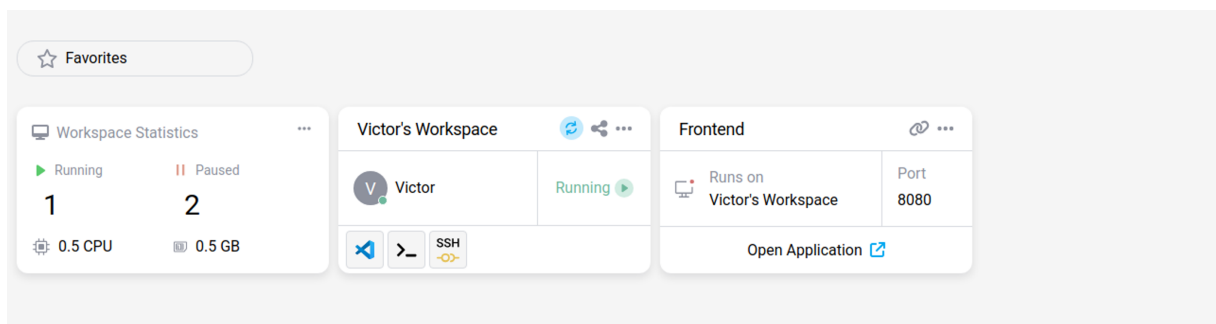 Favorites
Workspace Statistics
Running
Paused
1
2
0.5 CPU
0.5 GB
Victor's Workspace
V
Victor
Running
SSH
Frontend
Runs on
Victor's Workspace
Port
8080
Open Application